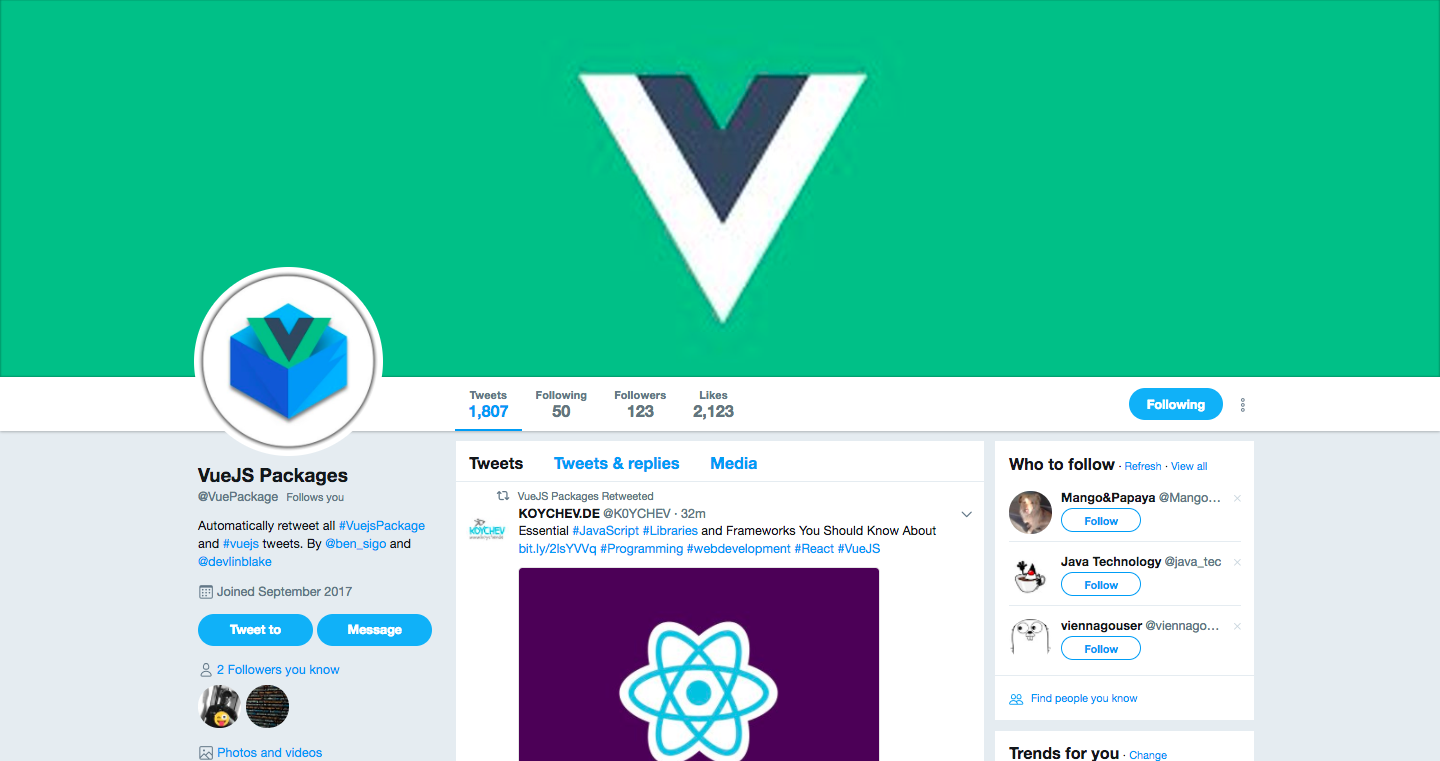 Tweets
1,807
Following
50
Followers
123
Likes
2,123
Following
VueJS Packages
@VuePackage Follows you
Automatically retweet all #VuejsPackage
and #vuejs tweets. By @ben_sigo and
@devlinblake
Joined September 2017
Tweet to
Message
2 Followers you know
Photos and videos
Tweets
Tweets & replies
Media
VueJS Packages Retweeted
KOYCHEV
KOYCHEV.DE @K0YCHEV · 32m
Essential #JavaScript #Libraries and Frameworks You Should Know About
bit.ly/2IsYVVq #Programming #webdevelopment #React #VueJS
Who to follow · Refresh · View all
Mango&Papaya @Mango…
Follow
Java Technology @java_tec
Follow
viennagouser @viennago…
Follow
Find people you know
Trends for you · Change